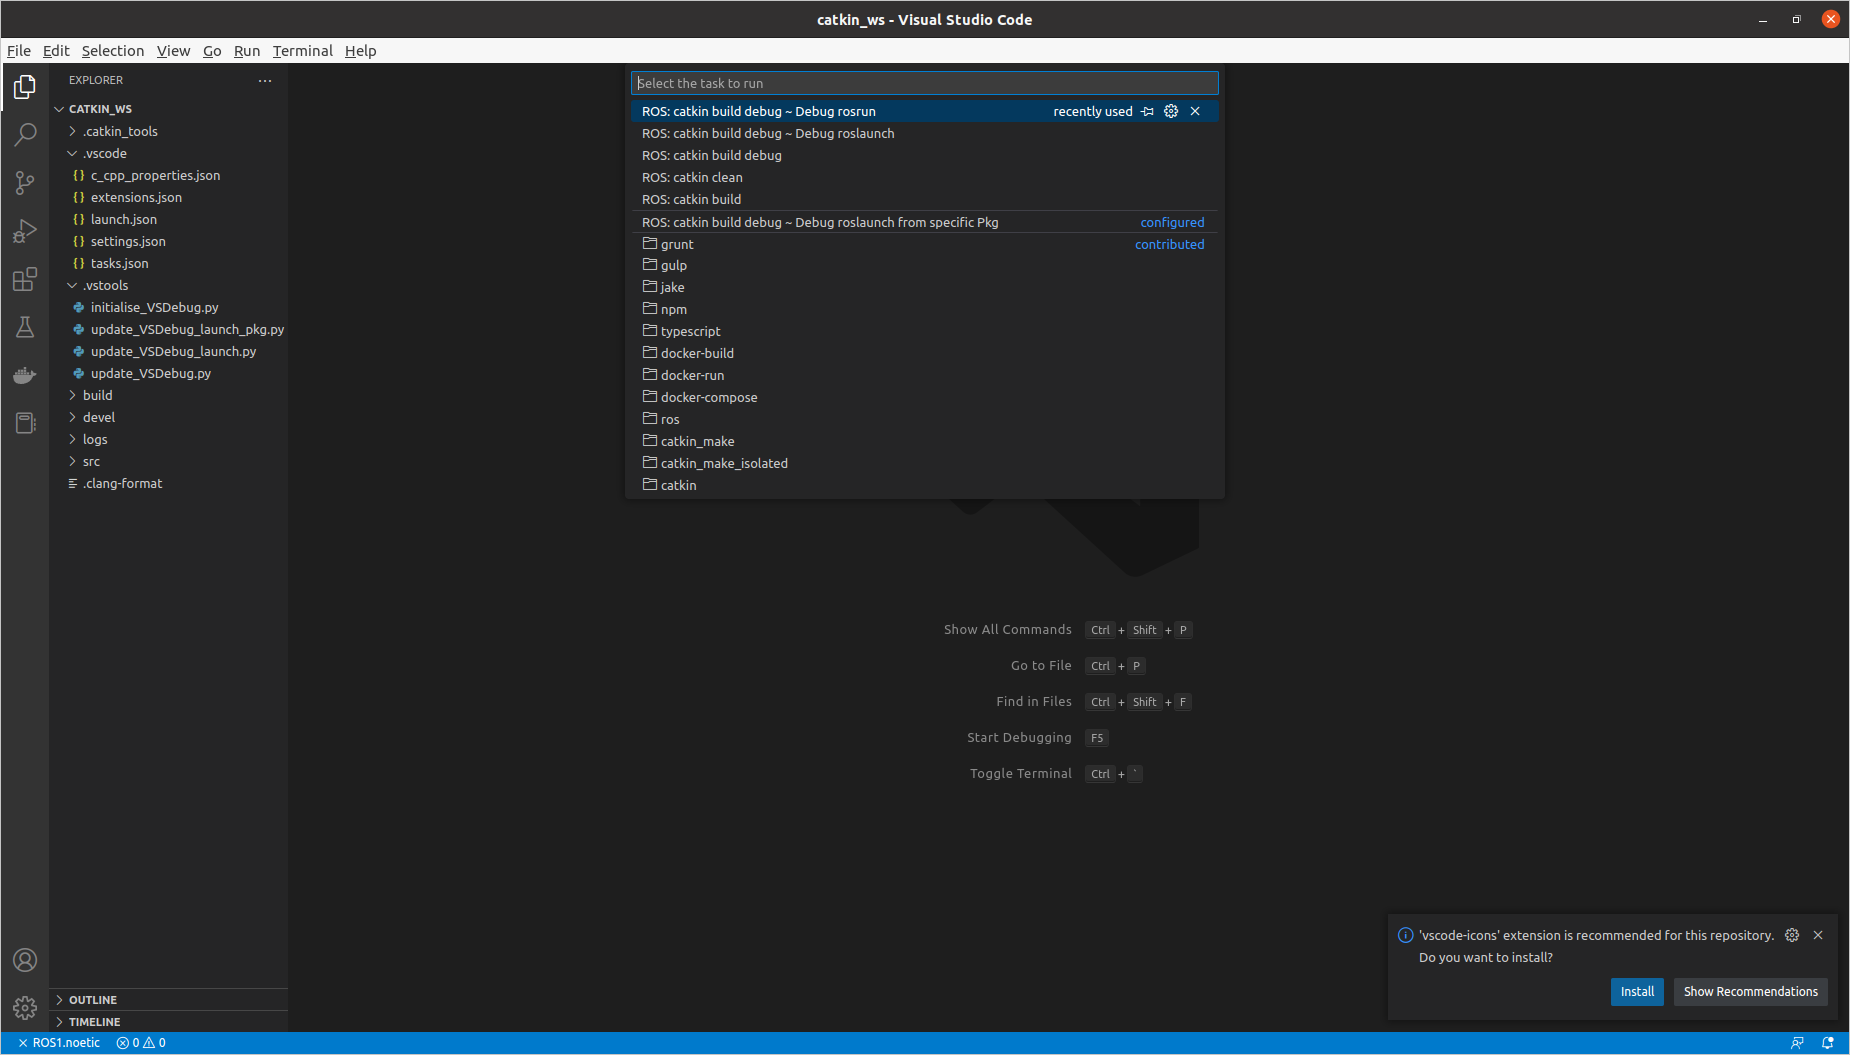 catkin_ws - Visual Studio Code
File Edit Selection View Go Run Terminal Help
EXPLORER
CATKIN_WS
.catkin_tools
.vscode
c_cpp_properties.json
extensions.json
launch.json
settings.json
tasks.json
.vstools
initialise_VSDebug.py
update_VSDebug_launch_pkg.py
update_VSDebug_launch.py
update_VSDebug.py
build
devel
logs
src
.clang-format
OUTLINE
TIMELINE
Select the task to run
ROS: catkin build debug ~ Debug rosrun recently used
ROS: catkin build debug ~ Debug roslaunch
ROS: catkin build debug
ROS: catkin clean
ROS: catkin build
ROS: catkin build debug ~ Debug roslaunch from specific Pkg configured
grunt contributed
gulp
jake
npm
typescript
docker-build
docker-run
docker-compose
ros
catkin_make
catkin_make_isolated
catkin
Show All Commands Ctrl + Shift + P
Go to File Ctrl + P
Find in Files Ctrl + Shift + F
Start Debugging F5
Toggle Terminal Ctrl + `
'vscode-icons' extension is recommended for this repository.
Do you want to install?
Install Show Recommendations
ROS1.noetic 0 0